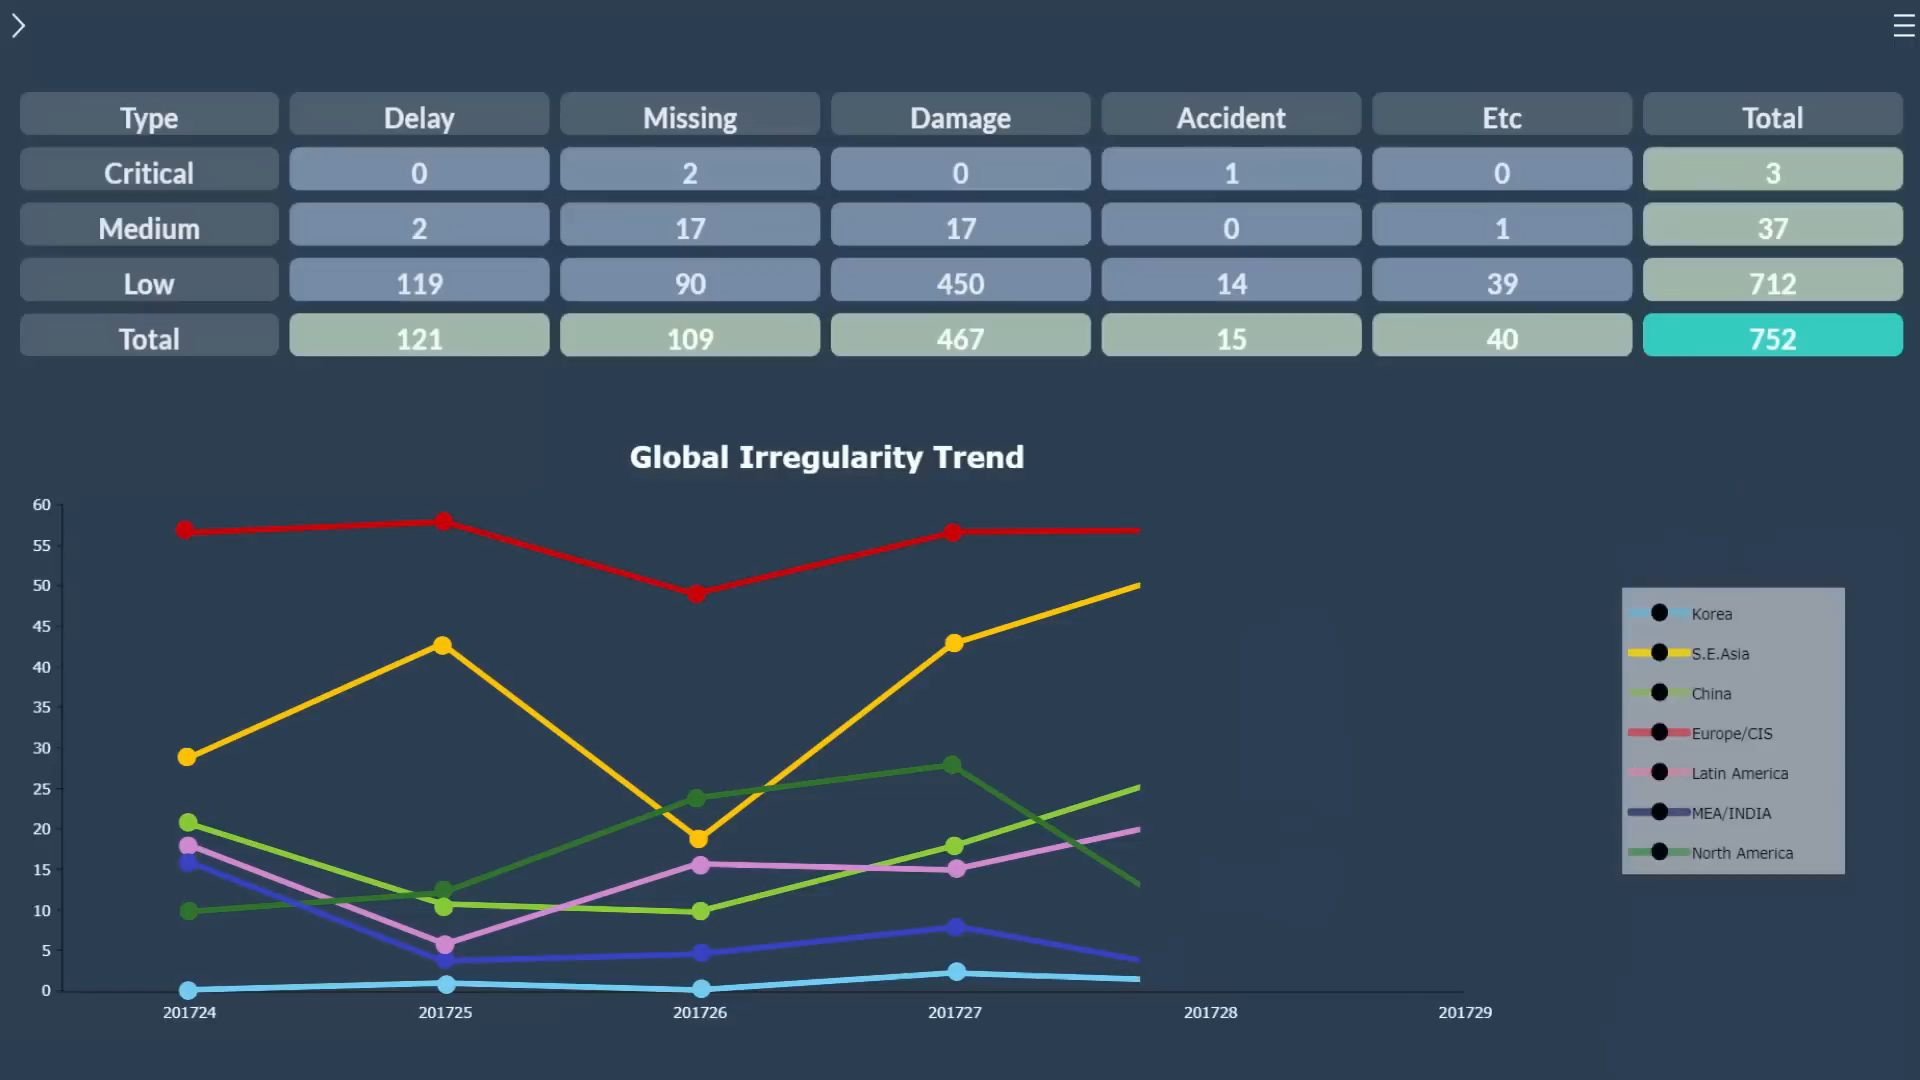 Type Delay Missing Damage Accident Etc Total
Critical 0 2 0 1 0 3
Medium 2 17 17 0 1 37
Low 119 90 450 14 39 712
Total 121 109 467 15 40 752
Global Irregularity Trend
60
55
50
45
40
35
30
25
20
15
10
5
0
201724 201725 201726 201727 201728 201729
Korea
S.E.Asia
China
Europe/CIS
Latin America
MEA/INDIA
North America